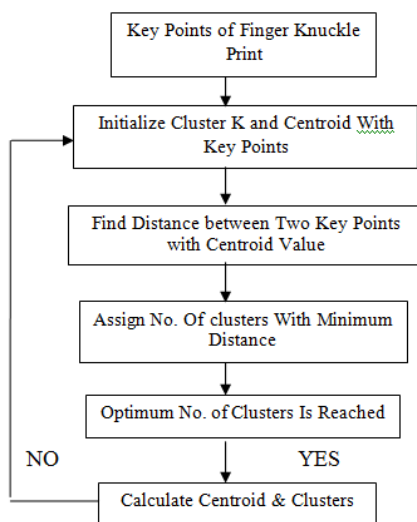 Key Points of Finger Knuckle
Print
Initialize Cluster K and Centroid With
Key Points
Find Distance between Two Key Points
with Centroid Value
Assign No. Of clusters With Minimum
Distance
Optimum No. of Clusters Is Reached
NO
YES
Calculate Centroid & Clusters